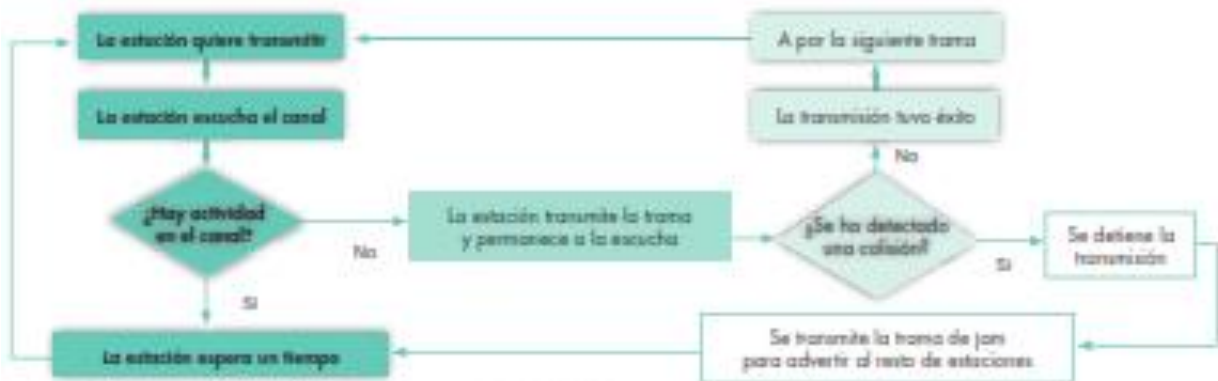 La estación quiere transmitir
La estación escucha el canal
¿Hay actividad
en el canal?
No
Si
La estación espera un tiempo
La estación transmite la trama
y permanece a la escucha
A por la siguiente trama
La transmisión tuvo éxito
No
¿Se ha detectado
una colisión?
Si
Se detiene la
transmisión
Se transmite la trama de jam
para advertir al resto de estaciones